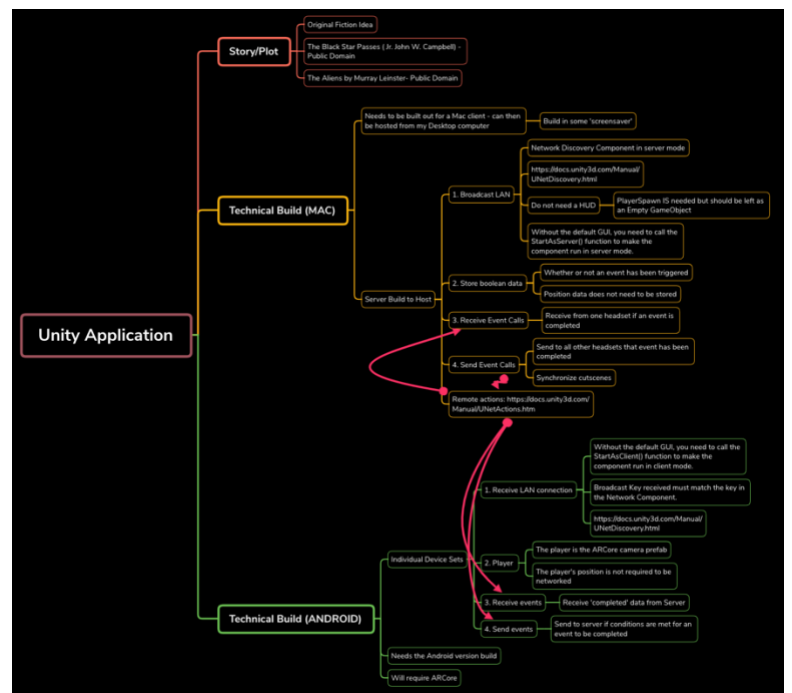 Unity Application
Story/Plot
Original Fiction Idea
The Black Star Passes ( Jr. John W. Campbell) -
Public Domain
The Aliens by Murray Leinster- Public Domain
Technical Build (MAC)
Needs to be built out for a Mac client - can then
be hosted from my Desktop computer
Build in some 'screensaver'
Server Build to Host
1. Broadcast LAN
Network Discovery Component in server mode
https://docs.unity3d.com/Manual/
UNetDiscovery.html
Do not need a HUD
PlayerSpawn IS needed but should be left as
an Empty GameObject
Without the default GUI, you need to call the
StartAsServer() function to make the
component run in server mode.
2. Store boolean data
Whether or not an event has been triggered
Position data does not need to be stored
3. Receive Event Calls
Receive from one headset if an event is
completed
4. Send Event Calls
Send to all other headsets that event has been
completed
Synchronize cutscenes
Remote actions: https://docs.unity3d.com/
Manual/UNetActions.htm
Technical Build (ANDROID)
Individual Device Sets
1. Receive LAN connection
Without the default GUI, you need to call the
StartAsClient() function to make the
component run in client mode.
Broadcast Key received must match the key in
the Network Component.
https://docs.unity3d.com/Manual/
UNetDiscovery.html
2. Player
The player is the ARCore camera prefab
The player's position is not required to be
networked
3. Receive events
Receive 'completed' data from Server
4. Send events
Send to server if conditions are met for an
event to be completed
Needs the Android version build
Will require ARCore